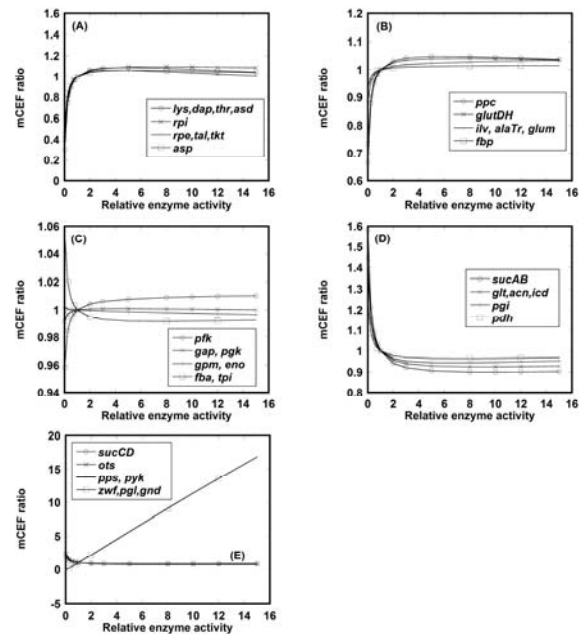 (A)
1.6
1.4
1.2
1.0
0.8
0.6
0.4
0.2
0
mCEF ratio
lys,dap,thr,asd
rpi
rpe,tal,tkt
asp
0 2 4 6 8 10 12 14 16
Relative enzyme activity
(B)
1.2
1.1
1
0.9
0.8
0.7
0.6
mCEF ratio
ppc
glutDH
ilv, alaTr, glum
fbp
0 2 4 6 8 10 12 14 16
Relative enzyme activity
(C)
1.06
1.04
1.02
1
0.98
0.96
0.94
mCEF ratio
pfk
gap, pgk
gpm, eno
fba, tpi
0 2 4 6 8 10 12 14 16
Relative enzyme activity
(D)
1.6
1.5
1.4
1.3
1.2
1.1
1
0.9
0.8
mCEF ratio
sucAB
glt,acn,icd
pgi
pdh
0 2 4 6 8 10 12 14 16
Relative enzyme activity
20
15
10
5
0
-5
mCEF ratio
sucCD
ots
pps, pyk
zwf,pgl,gnd
(E)
0 2 4 6 8 10 12 14 16
Relative enzyme activity